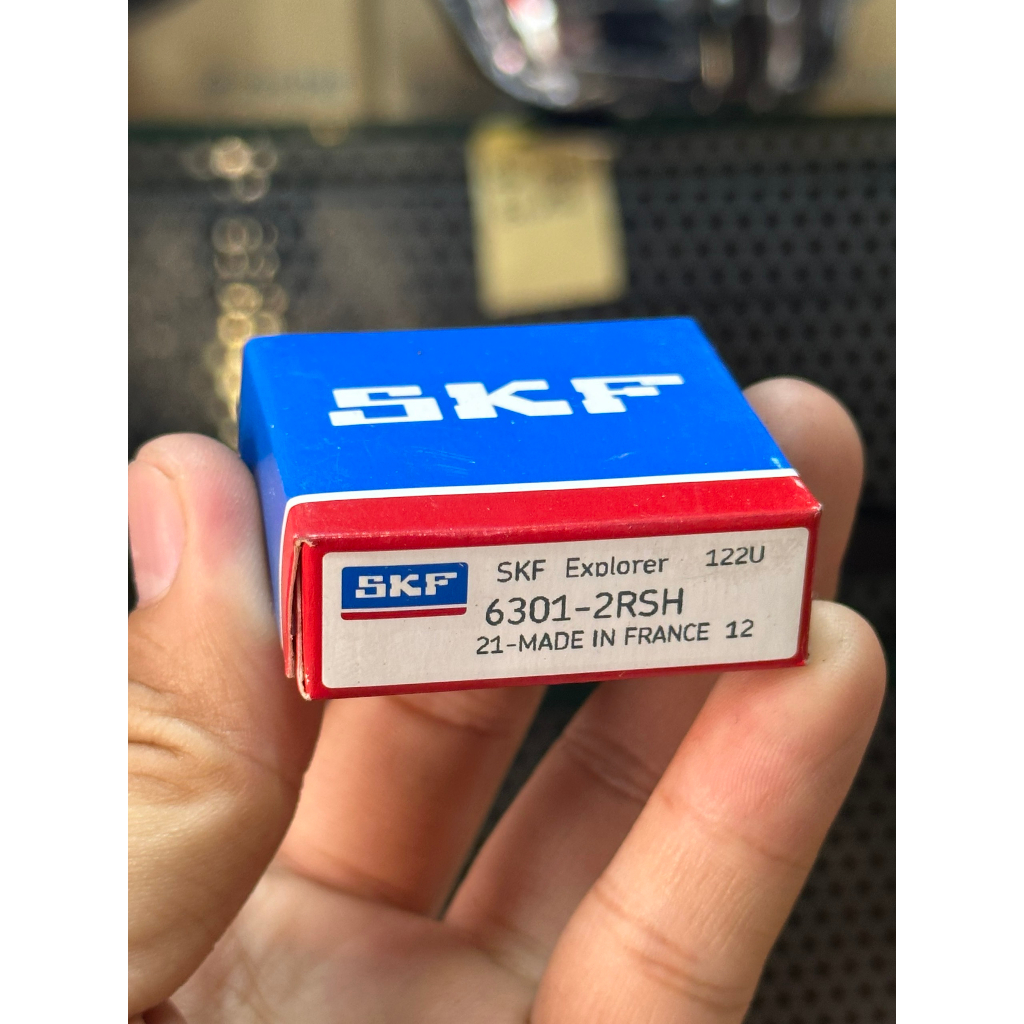 SKF
SKF
SKF Explorer 122U
6301-2RSH
21-MADE IN FRANCE 12